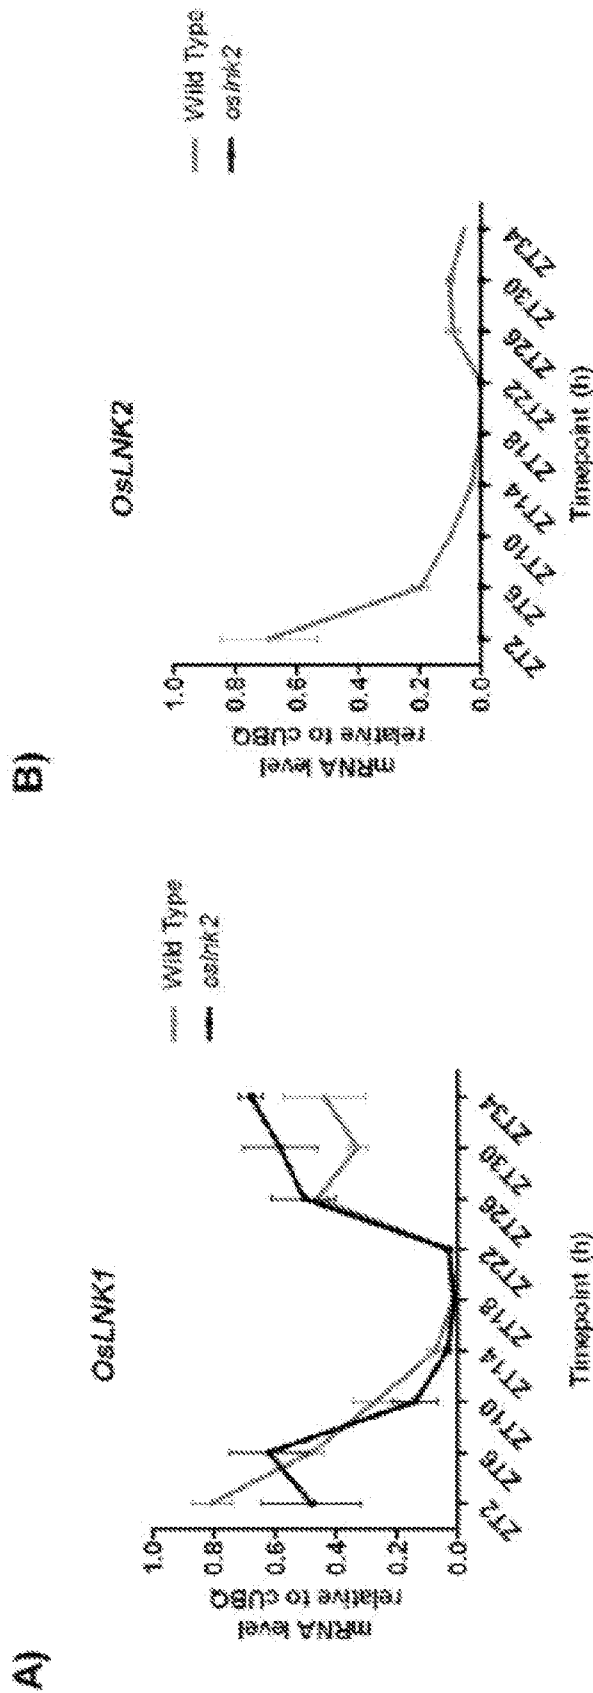 A)
OsLNK1
Wild Type
oslnk2
1.0
0.8
0.6
0.4
0.2
0.0
mRNA level
relative to cUBQ
ZT2
ZT6
ZT10
ZT14
ZT18
ZT22
ZT26
ZT30
ZT34
Timepoint (h)
B)
OsLNK2
Wild Type
oslnk2
1.0
0.8
0.6
0.4
0.2
0.0
mRNA level
relative to cUBQ
ZT2
ZT6
ZT10
ZT14
ZT18
ZT22
ZT26
ZT30
ZT34
Timepoint (h)